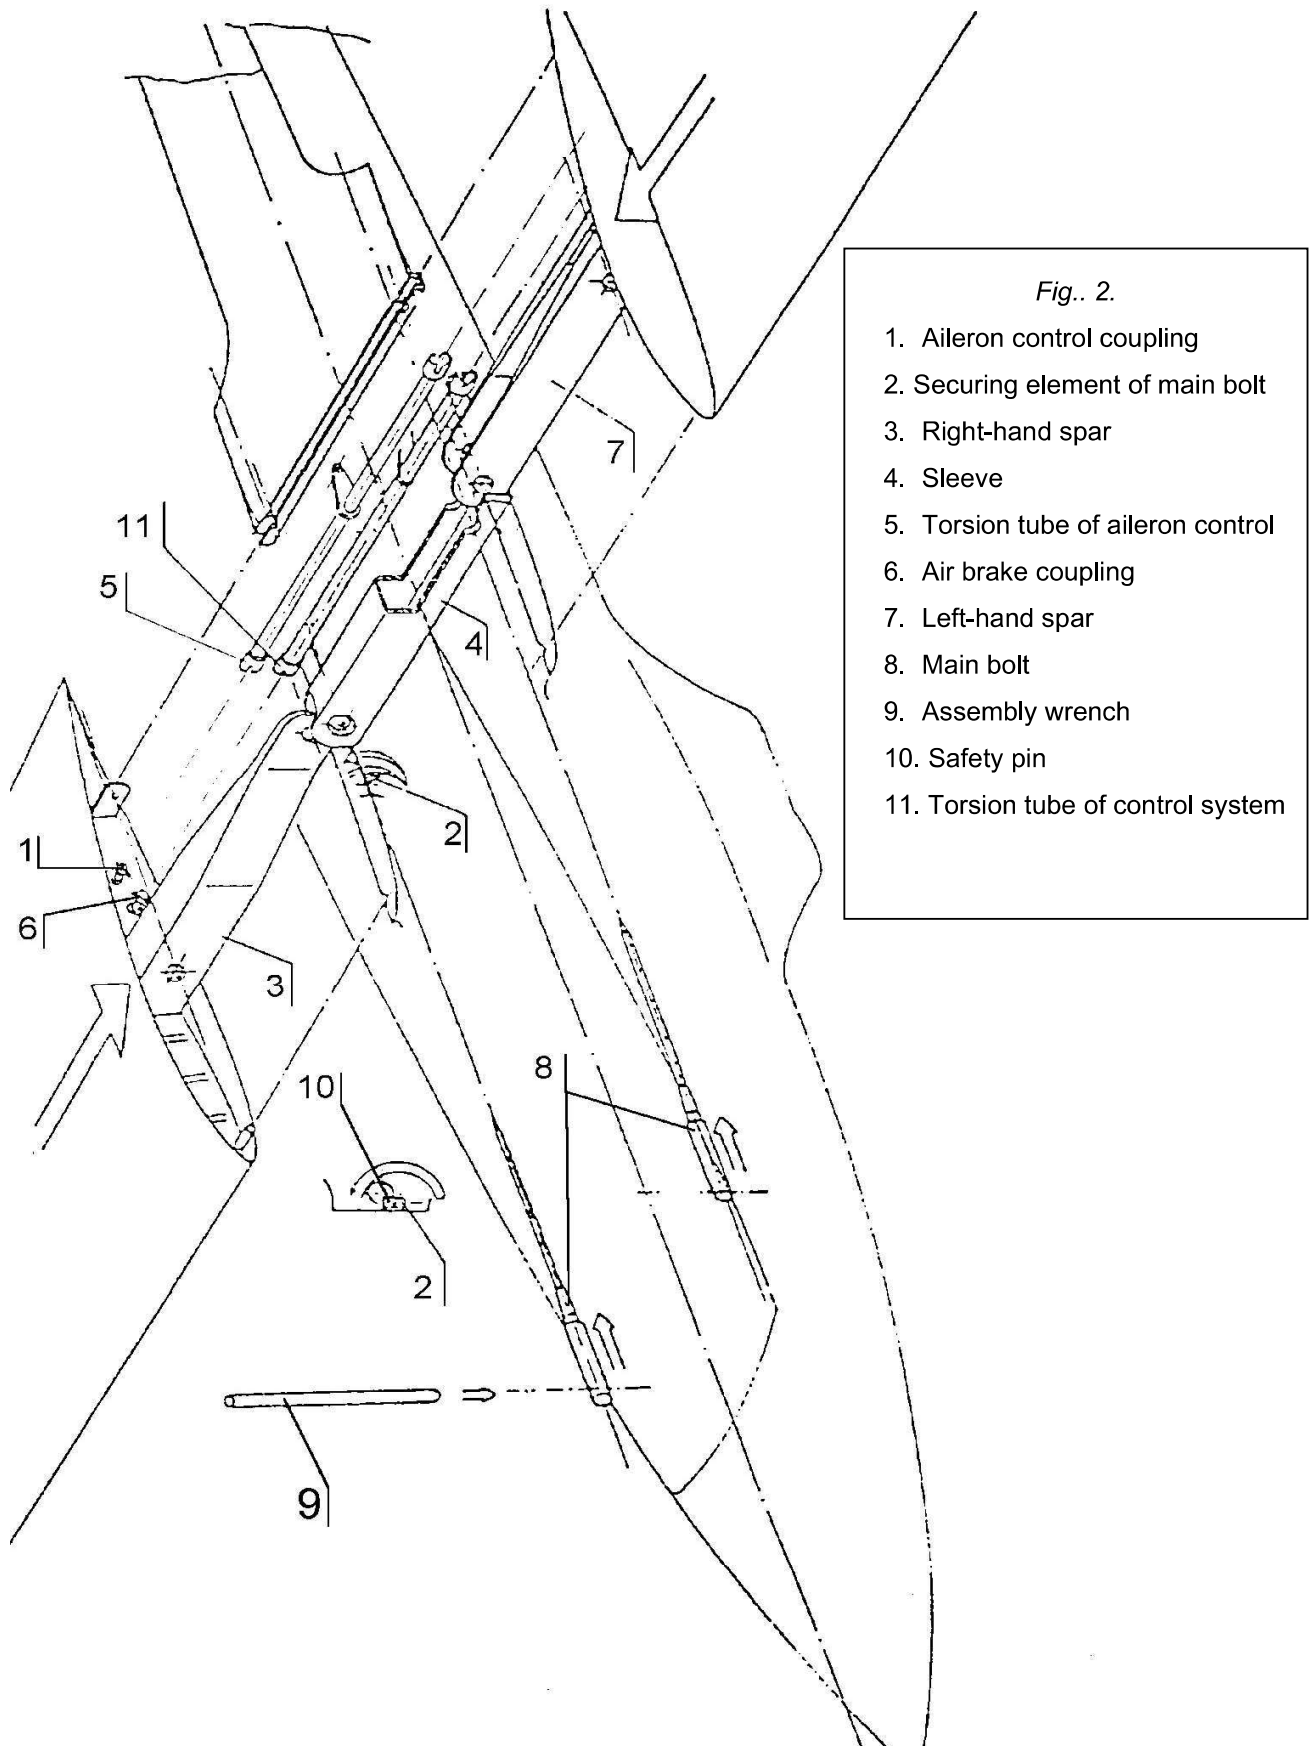 Fig.. 2.
1. Aileron control coupling
2. Securing element of main bolt
3. Right-hand spar
4. Sleeve
5. Torsion tube of aileron control
6. Air brake coupling
7. Left-hand spar
8. Main bolt
9. Assembly wrench
10. Safety pin
11. Torsion tube of control system
7
11
5
4
2
1
6
3
10
8
2
9